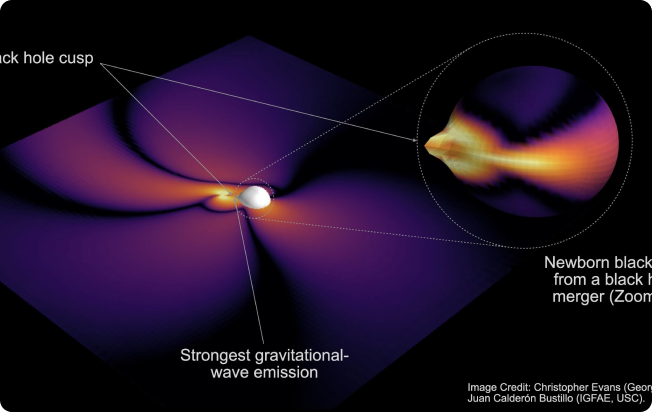 ack hole cusp
Newborn black
from a black h
merger (Zoom
Strongest gravitational-
wave emission
Image Credit: Christopher Evans (Georg
Juan Calderón Bustillo (IGFAE, USC).